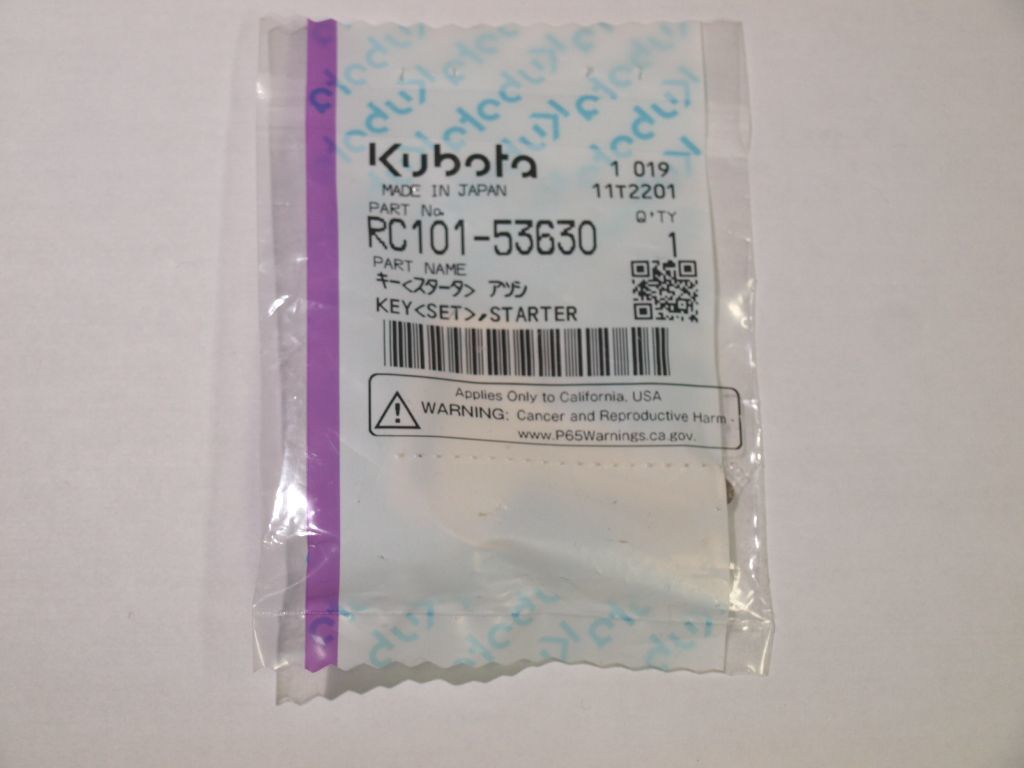 Kubota
1 019
MADE IN JAPAN
11T2201
PART No.
Q'TY
RC101-53630
1
PART NAME
キー<スタータ> アツシ
KEY<SET>,STARTER
Applies Only to California, USA
WARNING: Cancer and Reproductive Harm -
www.P65Warnings.ca.gov.